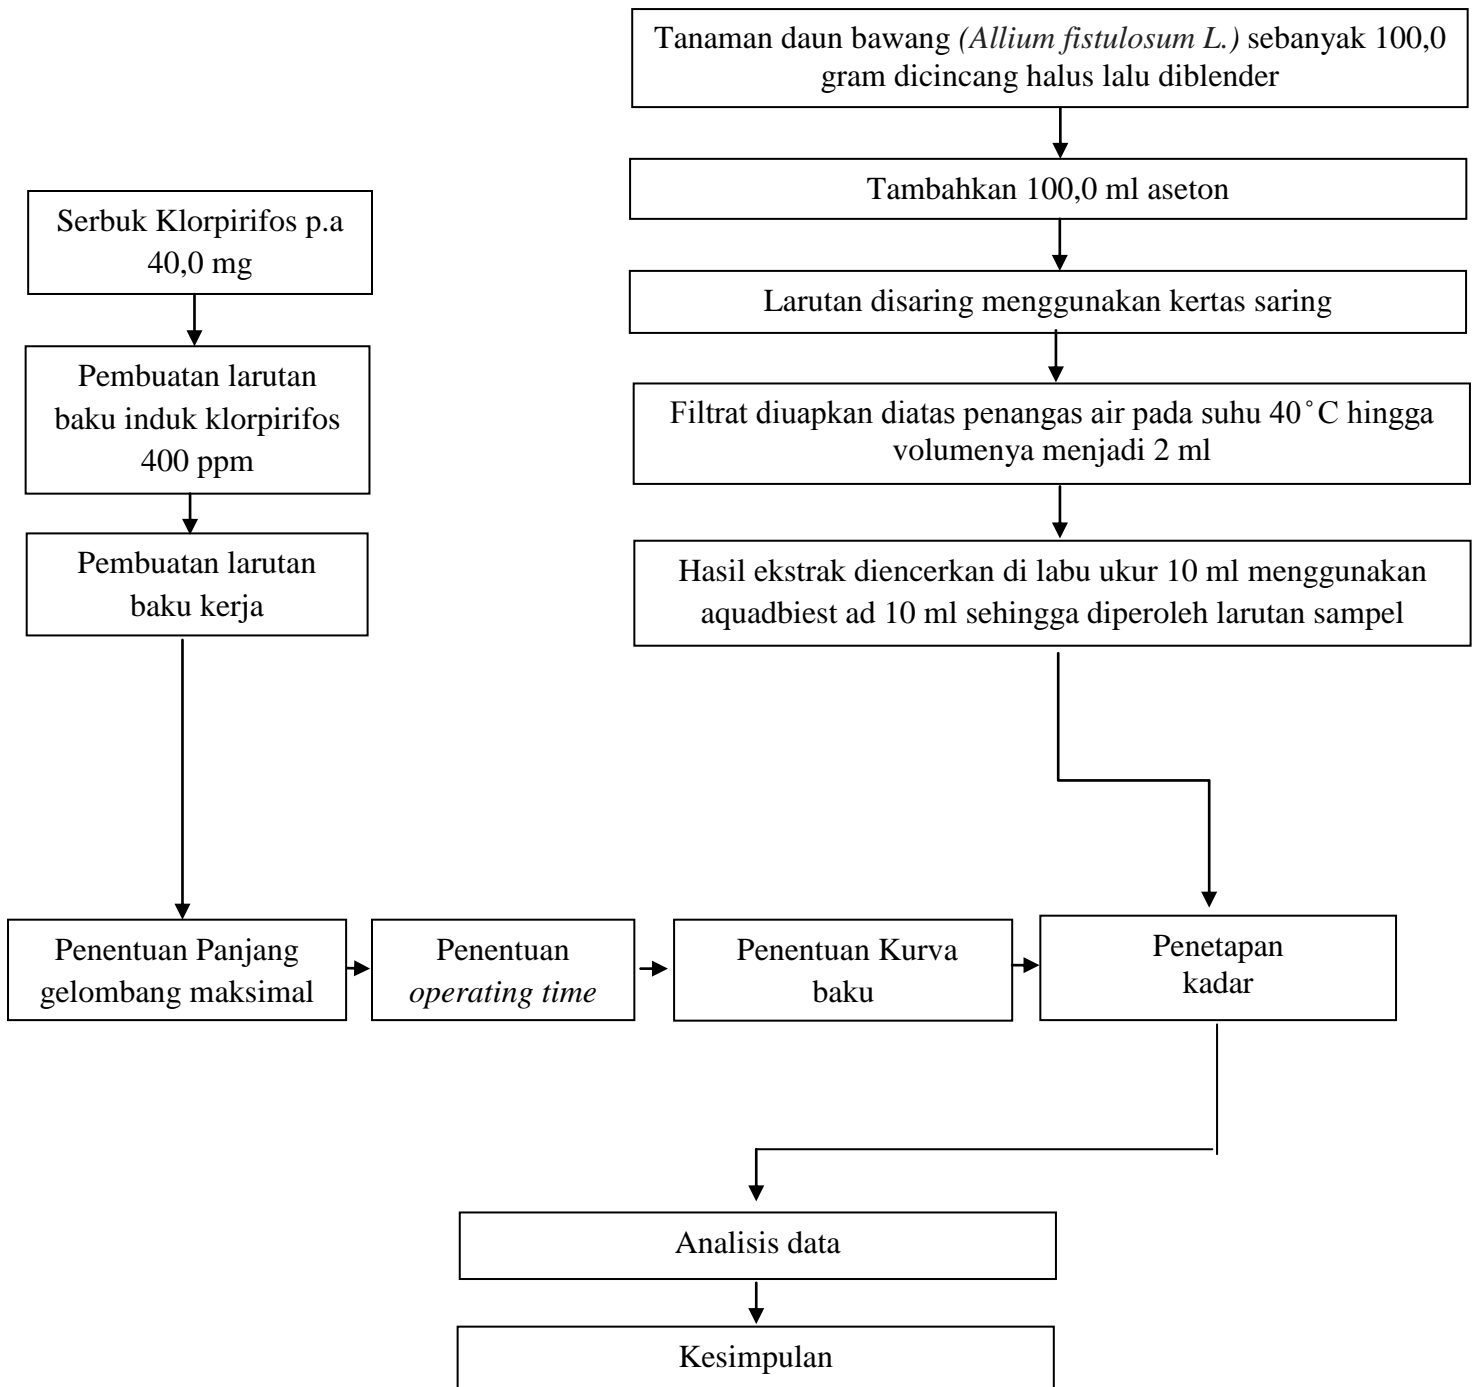 Tanaman daun bawang (Allium fistulosum L.) sebanyak 100,0
gram dicincang halus lalu diblender
Tambahkan 100,0 ml aseton
Larutan disaring menggunakan kertas saring
Filtrat diuapkan diatas penangas air pada suhu 40˚C hingga
volumenya menjadi 2 ml
Hasil ekstrak diencerkan di labu ukur 10 ml menggunakan
aquadbiest ad 10 ml sehingga diperoleh larutan sampel
Serbuk Klorpirifos p.a
40,0 mg
Pembuatan larutan
baku induk klorpirifos
400 ppm
Pembuatan larutan
baku kerja
Penentuan Panjang
gelombang maksimal
Penentuan
operating time
Penentuan Kurva
baku
Penetapan
kadar
Analisis data
Kesimpulan